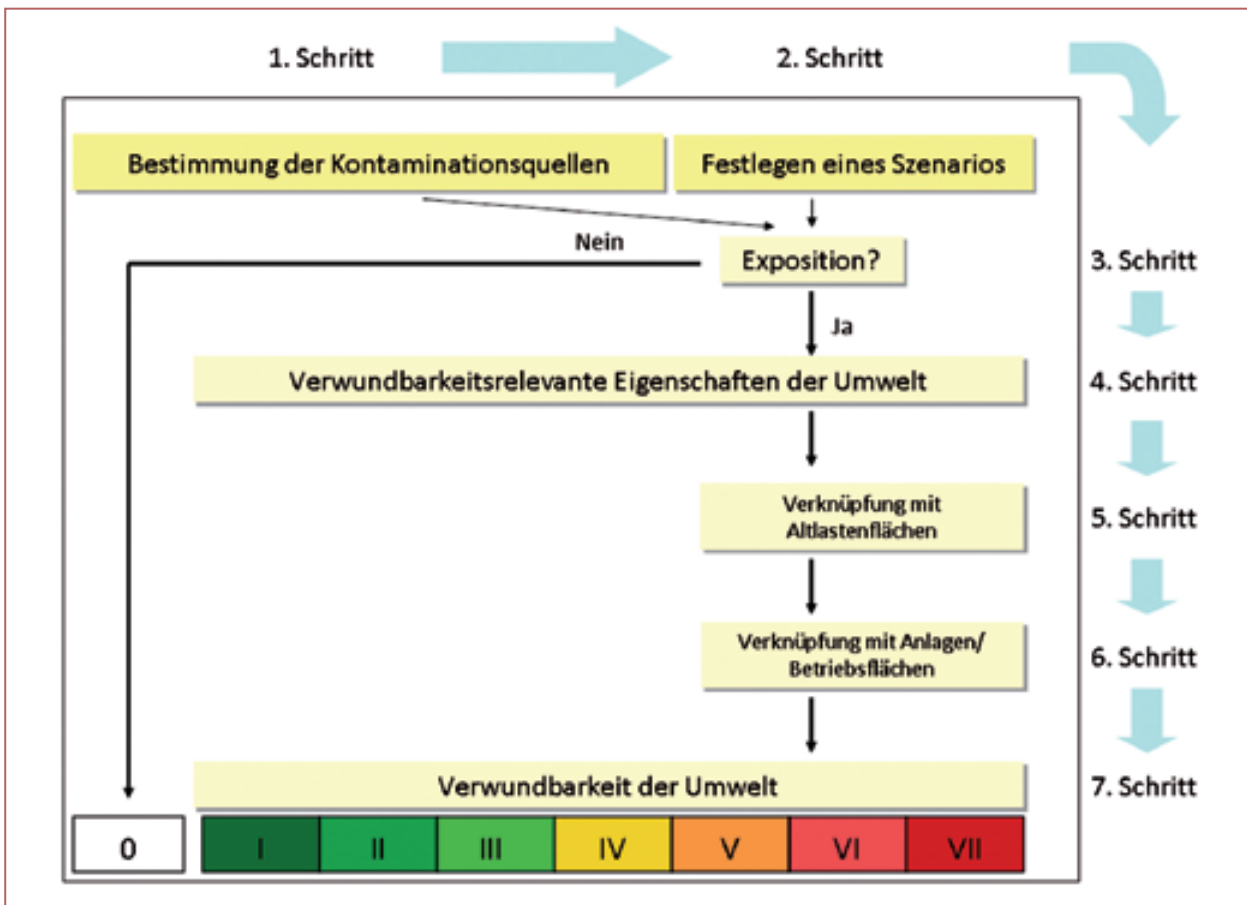 1. Schritt
2. Schritt
Bestimmung der Kontaminationsquellen
Festlegen eines Szenarios
Nein
Exposition?
3. Schritt
Ja
Verwundbarkeitsrelevante Eigenschaften der Umwelt
4. Schritt
Verknüpfung mit
Altlastenflächen
5. Schritt
Verknüpfung mit Anlagen/
Betriebsflächen
6. Schritt
Verwundbarkeit der Umwelt
7. Schritt
0
I
II
III
IV
V
VI
VII